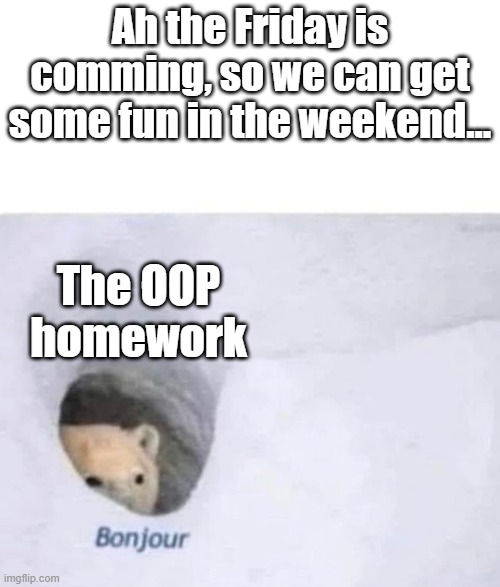 Ah the Friday is
comming, so we can get
some fun in the weekend...
The OOP
homework
Bonjour
imgflip.com